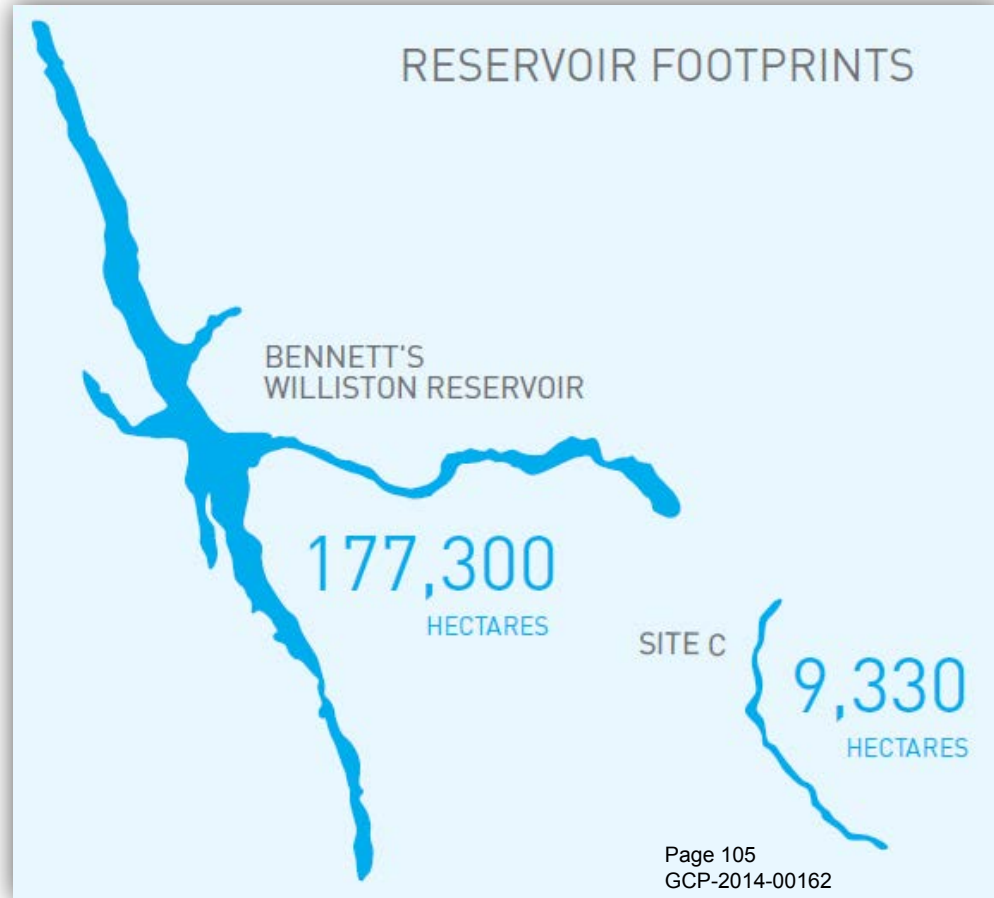 RESERVOIR FOOTPRINTS
BENNETT'S
WILLISTON RESERVOIR
177,300
HECTARES
SITE C
9,330
HECTARES
Page 105
GCP-2014-00162